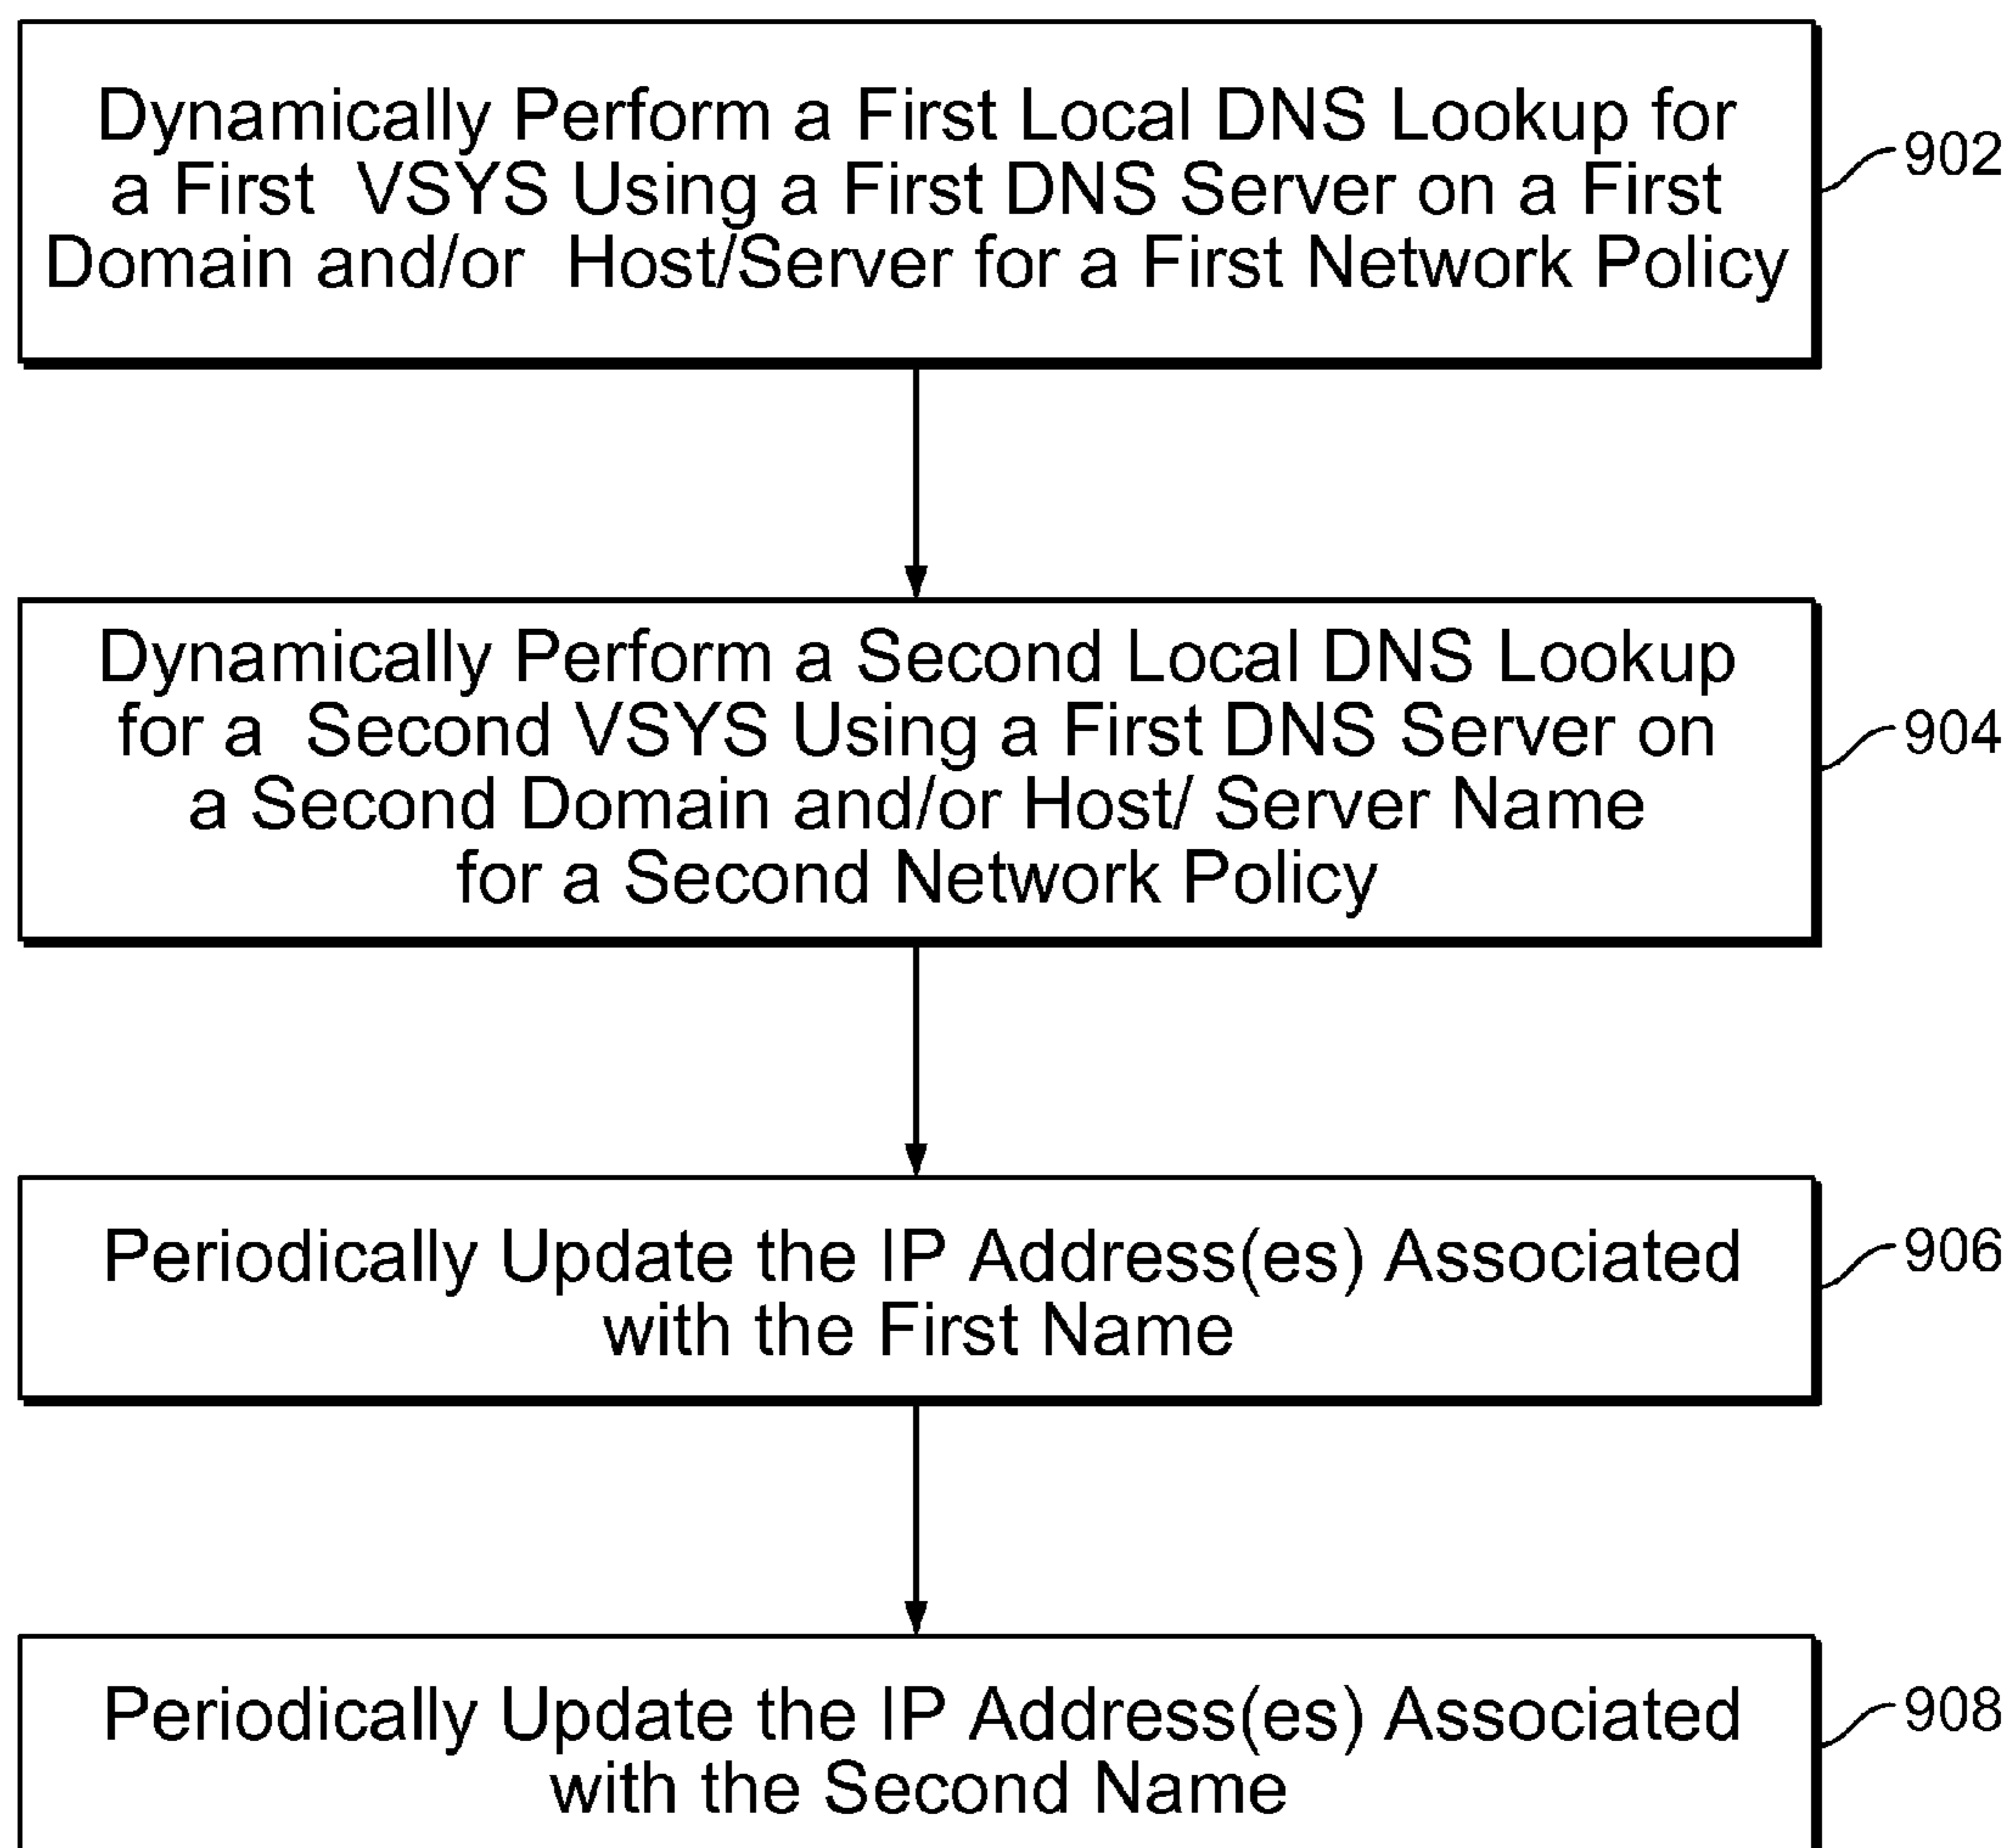 Dynamically Perform a First Local DNS Lookup for
a First VSYS Using a First DNS Server on a First
Domain and/or Host/Server for a First Network Policy
902
Dynamically Perform a Second Local DNS Lookup
for a Second VSYS Using a First DNS Server on
a Second Domain and/or Host/ Server Name
for a Second Network Policy
904
Periodically Update the IP Address(es) Associated
with the First Name
906
Periodically Update the IP Address(es) Associated
with the Second Name
908